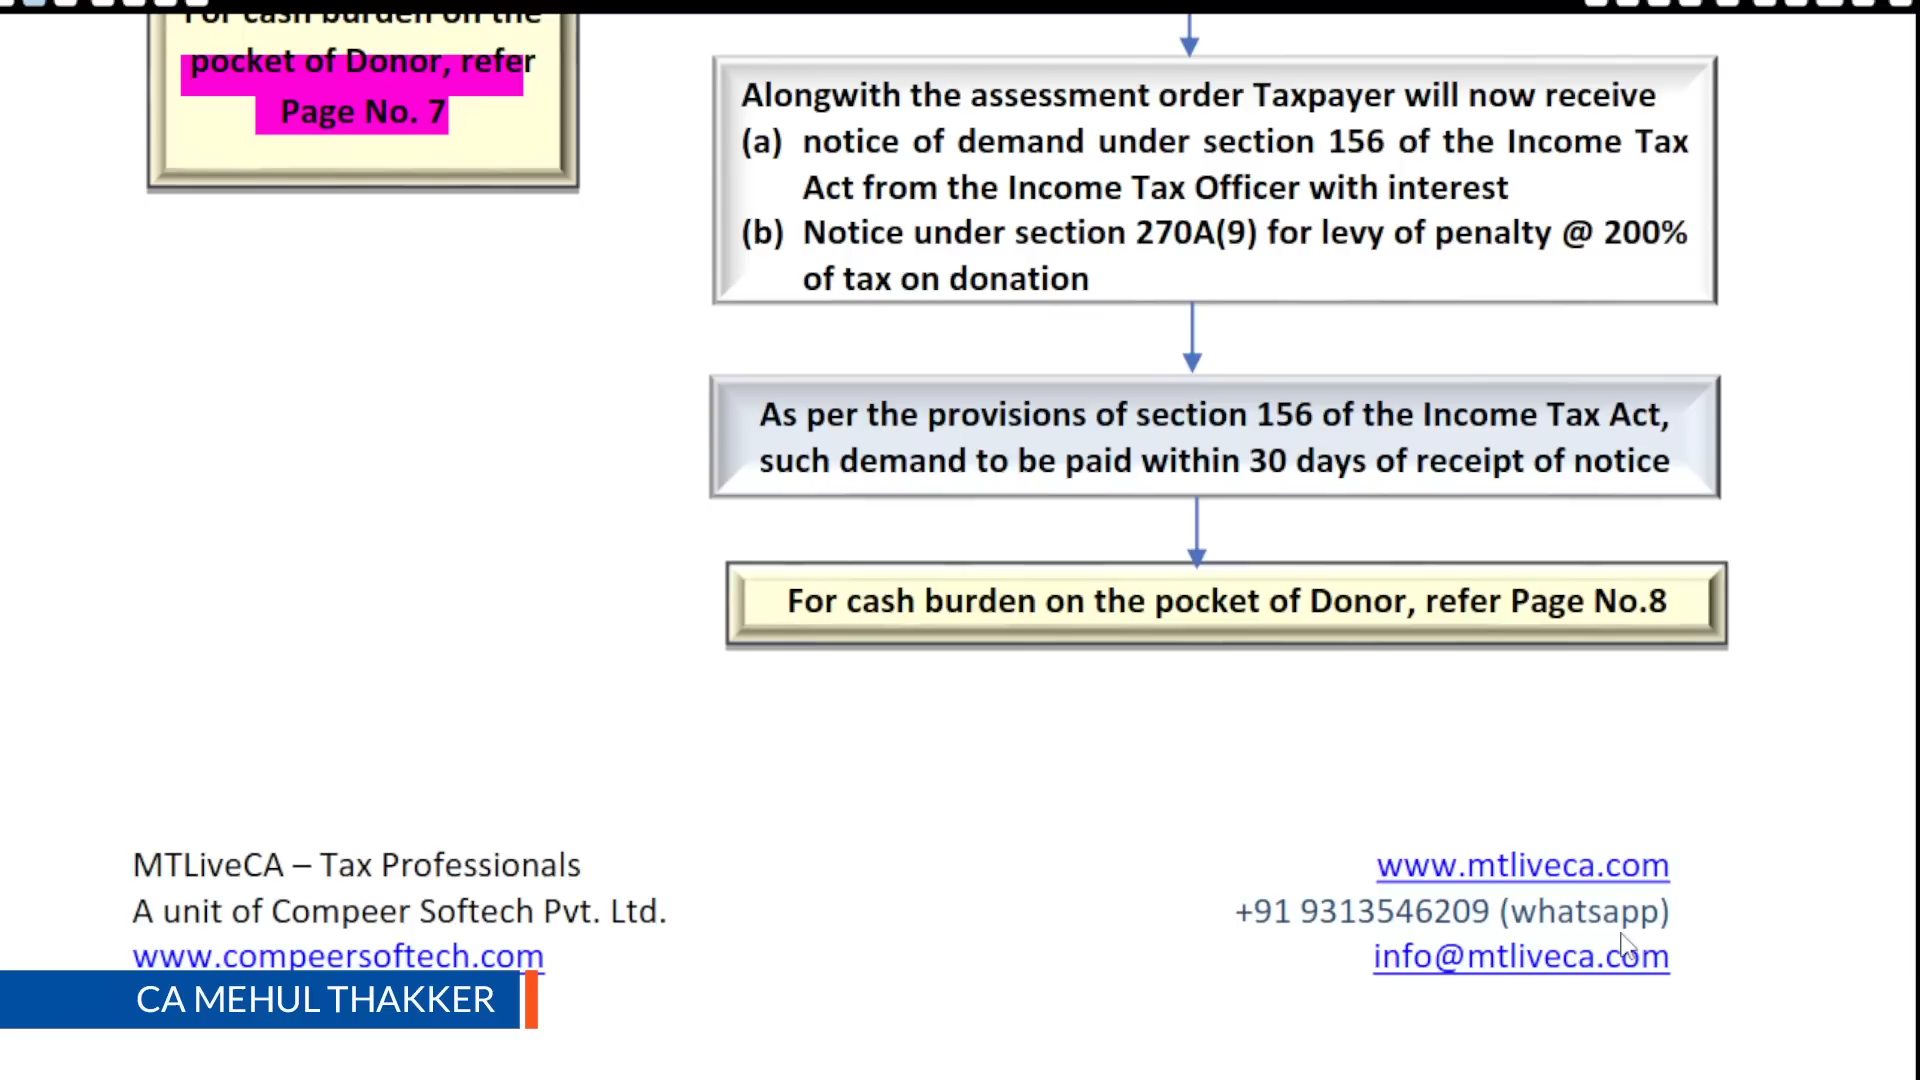 For cash burden on the
pocket of Donor, refer
Page No. 7
Alongwith the assessment order Taxpayer will now receive
(a) notice of demand under section 156 of the Income Tax
Act from the Income Tax Officer with interest
(b) Notice under section 270A(9) for levy of penalty @ 200%
of tax on donation
As per the provisions of section 156 of the Income Tax Act,
such demand to be paid within 30 days of receipt of notice
For cash burden on the pocket of Donor, refer Page No.8
MTLiveCA – Tax Professionals
A unit of Compeer Softech Pvt. Ltd.
www.compeersoftech.com
www.mtliveca.com
+91 9313546209 (whatsapp)
info@mtliveca.com
CA MEHUL THAKKER